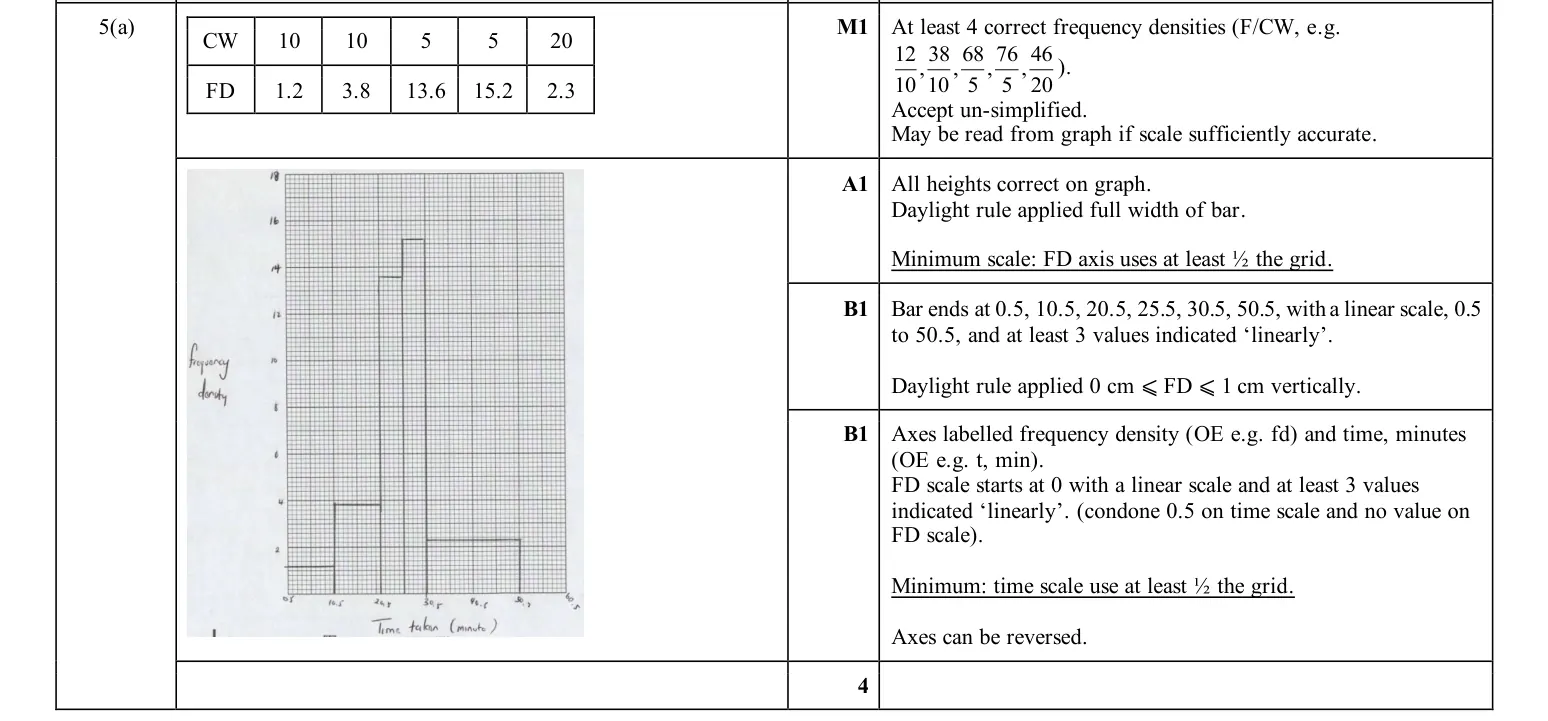 5(a)
CW 10 10 5 5 20
FD 1.2 3.8 13.6 15.2 2.3
M1
At least 4 correct frequency densities (F/CW, e.g.
12/10, 38/10, 68/5, 76/5, 46/20).
Accept un-simplified.
May be read from graph if scale sufficiently accurate.
18
16
14
12
10
8
6
4
2
frequency
density
0.5 10.5 20.5 30.5 40.5 50.5 60.5
Time taken (minute)
A1
All heights correct on graph.
Daylight rule applied full width of bar.
Minimum scale: FD axis uses at least ½ the grid.
B1
Bar ends at 0.5, 10.5, 20.5, 25.5, 30.5, 50.5, with a linear scale, 0.5
to 50.5, and at least 3 values indicated ‘linearly’.
Daylight rule applied 0 cm ⩽ FD ⩽ 1 cm vertically.
B1
Axes labelled frequency density (OE e.g. fd) and time, minutes
(OE e.g. t, min).
FD scale starts at 0 with a linear scale and at least 3 values
indicated ‘linearly’. (condone 0.5 on time scale and no value on
FD scale).
Minimum: time scale use at least ½ the grid.
Axes can be reversed.
4